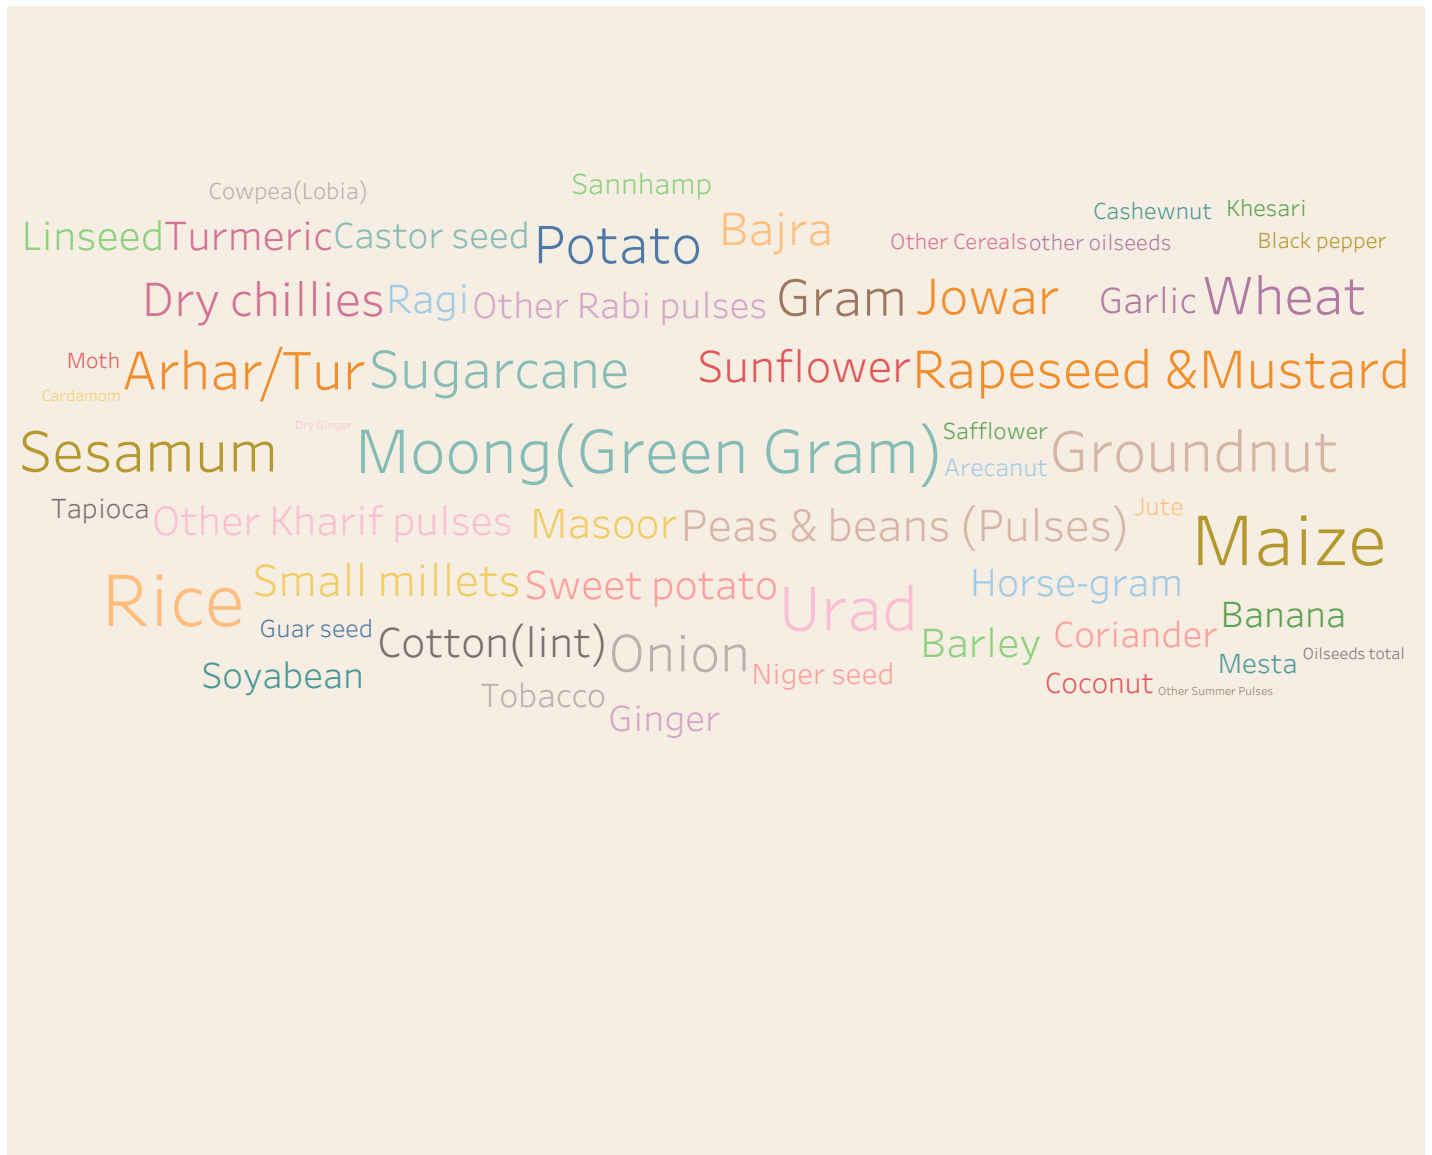 Cowpea(Lobia)
Sannhamp
Cashewnut
Khesari
Linseed
Turmeric
Castor seed
Potato
Bajra
Other Cereals
other oilseeds
Black pepper
Dry chillies
Ragi
Other Rabi pulses
Gram
Jowar
Garlic
Wheat
Moth
Arhar/Tur
Sugarcane
Sunflower
Rapeseed &Mustard
Cardamom
Sesamum
Dry Ginger
Moong(Green Gram)
Safflower
Arecanut
Groundnut
Tapioca
Other Kharif pulses
Masoor
Peas & beans (Pulses)
Jute
Maize
Rice
Small millets
Sweet potato
Urad
Horse-gram
Banana
Guar seed
Cotton(lint)
Onion
Barley
Coriander
Mesta
Oilseeds total
Soyabean
Tobacco
Niger seed
Coconut
Other Summer Pulses
Ginger